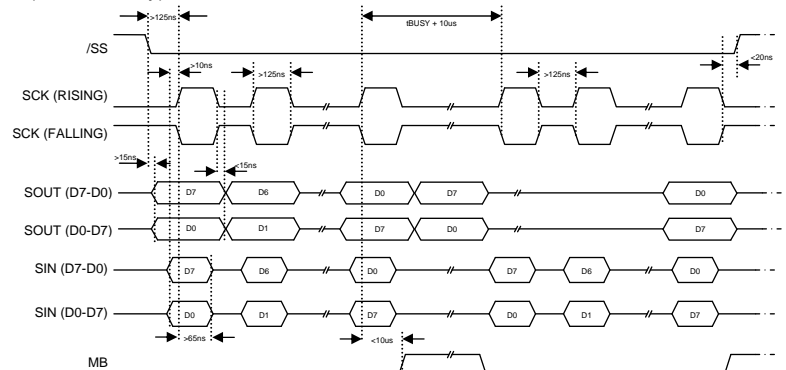 >125ns
tBUSY + 10us
/SS
<20ns
>10ns
>125ns
>125ns
SCK (RISING)
SCK (FALLING)
>15ns
<15ns
SOUT (D7-D0) D7 D6 D0 D7 D0
SOUT (D0-D7) D0 D1 D7 D0 D7
SIN (D7-D0) D7 D6 D0 D7 D6 D0
SIN (D0-D7) D0 D1 D7 D0 D1 D7
>65ns
<10us
MB